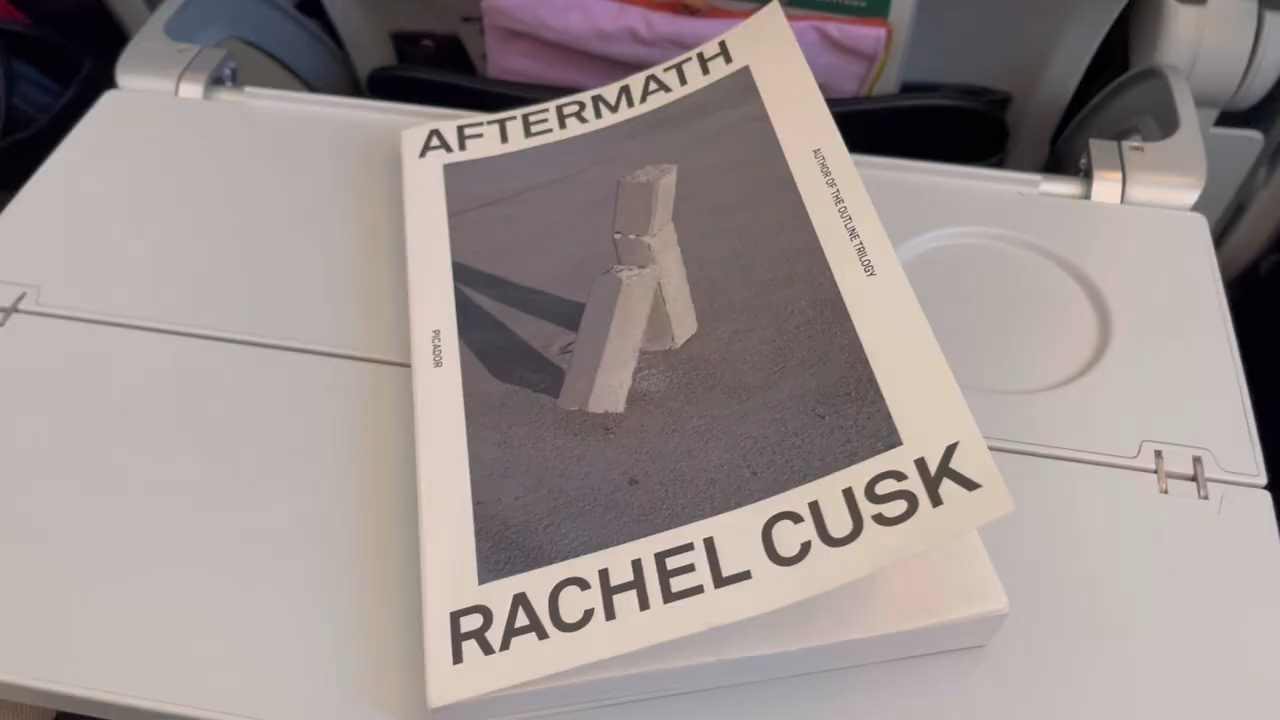 AFTERMATH
AUTHOR OF THE OUTLINE TRILOGY
PICADOR
RACHEL CUSK